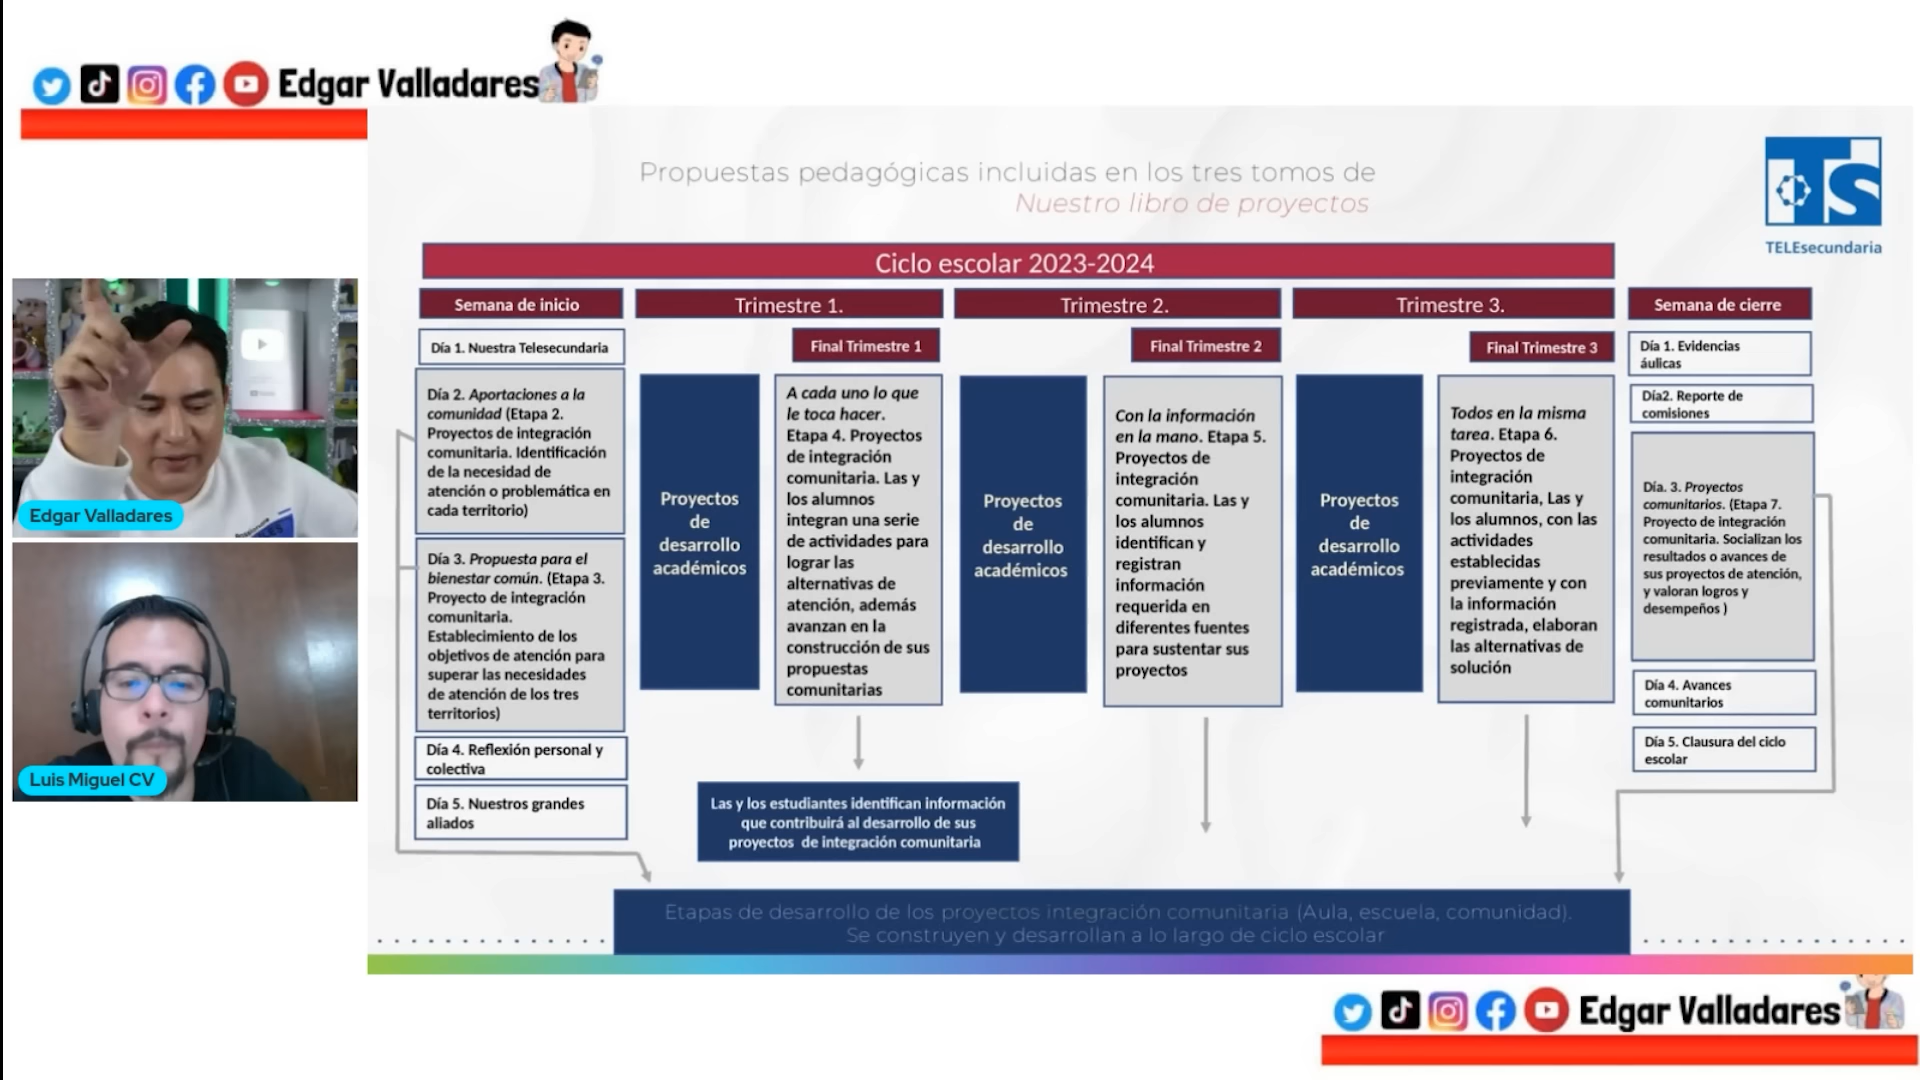 Edgar Valladares
Propuestas pedagógicas incluidas en los tres tomos de
Nuestro libro de proyectos
TS
TELEsecundaria
Ciclo escolar 2023-2024
Semana de inicio
Día 1. Nuestra Telesecundaria
Día 2. Aportaciones a la
comunidad (Etapa 2.
Proyectos de integración
comunitaria. Identificación
de la necesidad de
atención o problemática en
cada territorio)
Día 3. Propuesta para el
bienestar común. (Etapa 3.
Proyecto de integración
comunitaria.
Establecimiento de los
objetivos de atención para
superar las necesidades
de atención de los tres
territorios)
Día 4. Reflexión personal y
colectiva
Día 5. Nuestros grandes
aliados
Trimestre 1.
Final Trimestre 1
Proyectos
de
desarrollo
académicos
A cada uno lo que
le toca hacer.
Etapa 4. Proyectos
de integración
comunitaria. Las y
los alumnos
integran una serie
de actividades para
lograr las
alternativas de
atención, además
avanzan en la
construcción de sus
propuestas
comunitarias
Las y los estudiantes identifican información
que contribuirá al desarrollo de sus
proyectos de integración comunitaria
Trimestre 2.
Final Trimestre 2
Proyectos
de
desarrollo
académicos
Con la información
en la mano. Etapa 5.
Proyectos de
integración
comunitaria. Las y
los alumnos
identifican y
registran
información
requerida en
diferentes fuentes
para sustentar sus
proyectos
Trimestre 3.
Final Trimestre 3
Proyectos
de
desarrollo
académicos
Todos en la misma
tarea. Etapa 6.
Proyectos de
integración
comunitaria, Las y
los alumnos, con las
actividades
establecidas
previamente y con
la información
registrada, elaboran
las alternativas de
solución
Semana de cierre
Día 1. Evidencias
áulicas
Día2. Reporte de
comisiones
Día. 3. Proyectos
comunitarios. (Etapa 7.
Proyecto de integración
comunitaria. Socializan los
resultados o avances de
sus proyectos de atención,
y valoran logros y
desempeños )
Día 4. Avances
comunitarios
Día 5. Clausura del ciclo
escolar
Etapas de desarrollo de los proyectos integración comunitaria (Aula, escuela, comunidad).
Se construyen y desarrollan a lo largo de ciclo escolar
Edgar Valladares
Luis Miguel CV
Edgar Valladares